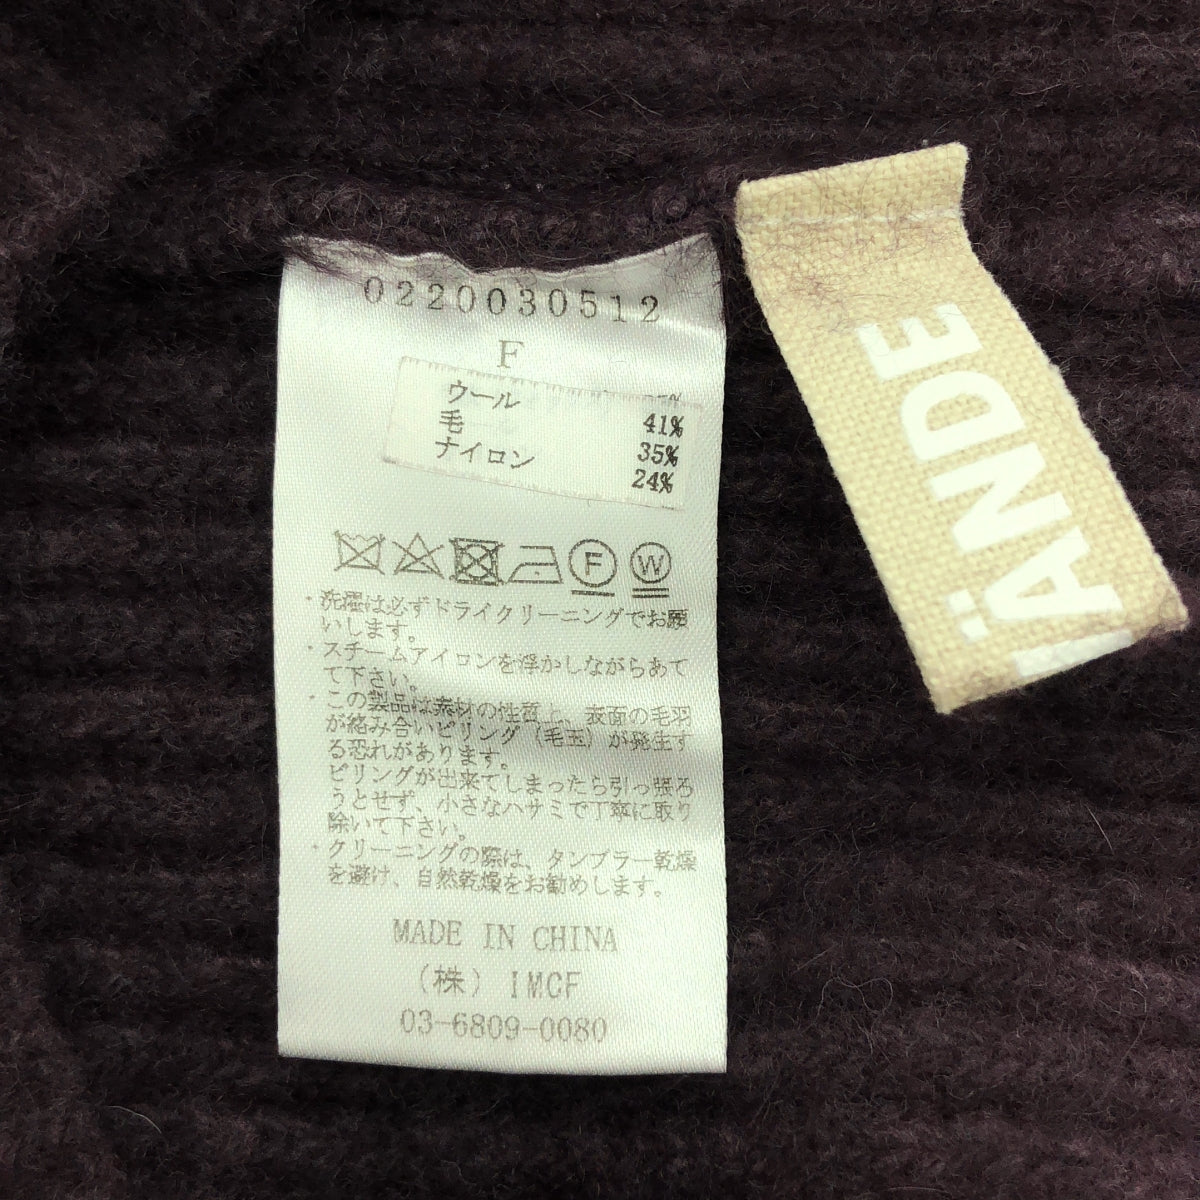 0220030512
F
ウール 41%
毛 35%
ナイロン 24%
F W
・洗濯は必ずドライクリーニングでお願
いします。
・スチームアイロンを浮かしながらあて
て下さい。
・この製品は素材の性質上、表面の毛羽
が絡み合いピリング（毛玉）が発生す
る恐れがあります。
ピリングが出来てしまったら引っ張ろ
うとせず、小さなハサミで丁寧に取り
除いて下さい。
・クリーニングの際は、タンブラー乾燥
を避け、自然乾燥をお勧めします。
MADE IN CHINA
（株）IMCF
03-6809-0080
ÄNDE